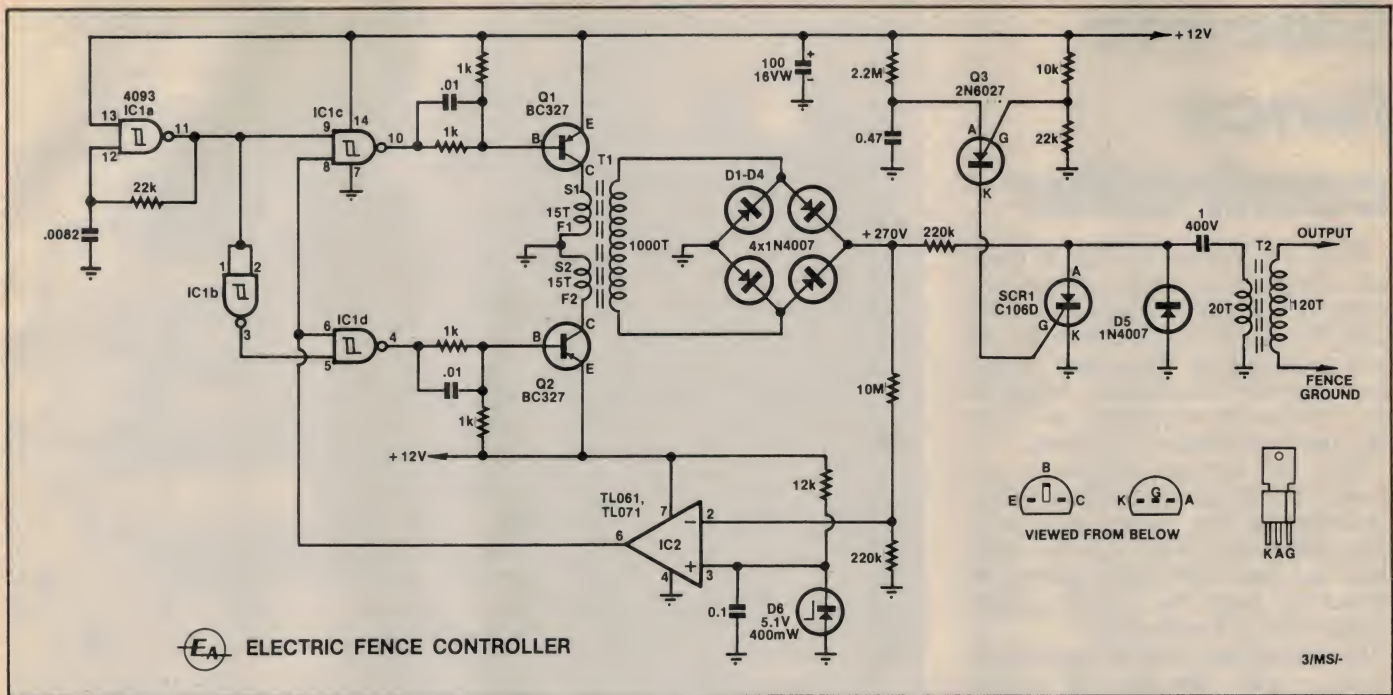 +12V
1k
10k
4093
IC1a
13
11
12
22k
.0082
IC1c
14
9
10
8
7
.01
1k
Q1
BC327
E
B
C
100
16VW
+
-
2.2M
0.47
Q3
2N6027
A
G
K
22k
T1
S1
15T
F1
S2
15T
F2
1000T
D1-D4
4x1N4007
+270V
220k
1
400V
T2
OUTPUT
20T
120T
FENCE
GROUND
SCR1
C106D
A
G
K
D5
1N4007
1
2
IC1b
3
IC1d
6
4
5
1k
.01
1k
B
C
E
Q2
BC327
10M
+12V
12k
TL061,
TL071
7
2
-
6
IC2
+
3
4
220k
0.1
D6
5.1V
400mW
B
E
C
K
G
A
VIEWED FROM BELOW
KAG
EA ELECTRIC FENCE CONTROLLER
3/MS/-